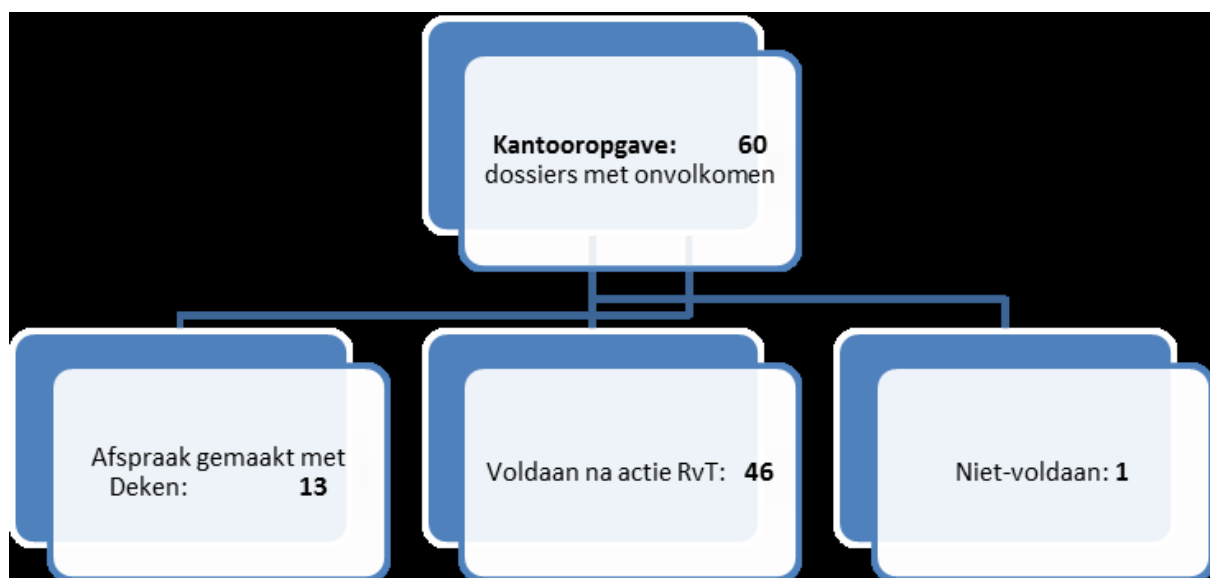 Kantooropgave: 60
dossiers met onvolkomen
Afspraak gemaakt met
Deken: 13
Voldaan na actie RvT: 46
Niet-voldaan: 1